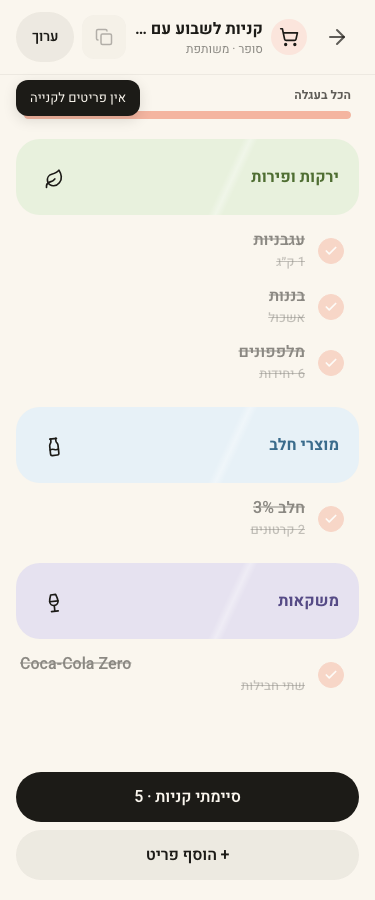 קניות לשבוע עם ...
סופר · משותפת
ערוך
הכל בעגלה
אין פריטים לקנייה
ירקות ופירות
עגבניות
1 ק"ג
בננות
אשכול
מלפפונים
6 יחידות
מוצרי חלב
חלב 3%
2 קרטונים
משקאות
Coca-Cola Zero
שתי חבילות
סיימתי קניות · 5
+ הוסף פריט